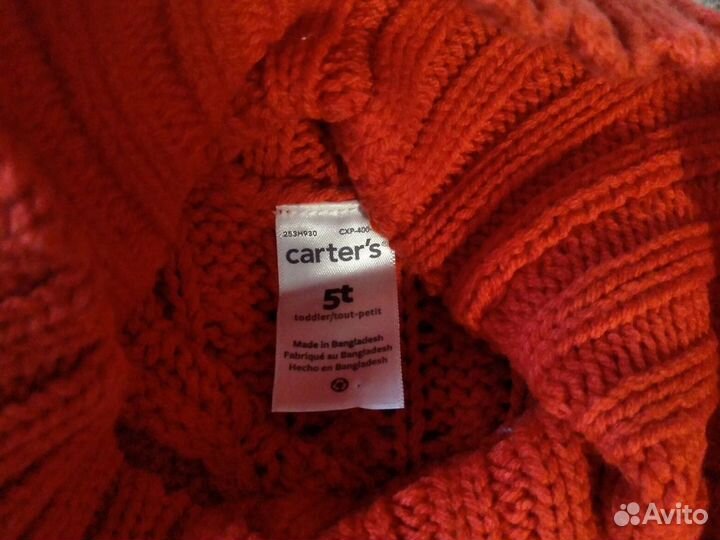 253H930 CXP-400
carter's
5t
toddler/tout-petit
Made in Bangladesh
Fabriqué au Bangladesh
Hecho en Bangladesh
Avito